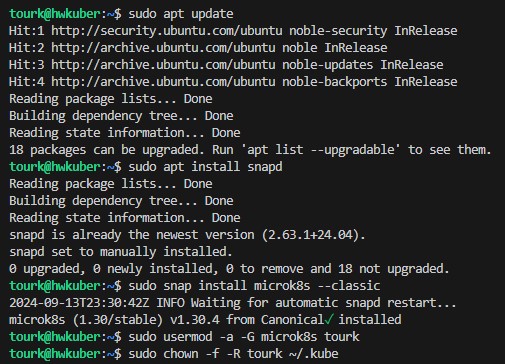 tourk@hwkuber:~$ sudo apt update
Hit:1 http://security.ubuntu.com/ubuntu noble-security InRelease
Hit:2 http://archive.ubuntu.com/ubuntu noble InRelease
Hit:3 http://archive.ubuntu.com/ubuntu noble-updates InRelease
Hit:4 http://archive.ubuntu.com/ubuntu noble-backports InRelease
Reading package lists... Done
Building dependency tree... Done
Reading state information... Done
18 packages can be upgraded. Run 'apt list --upgradable' to see them.
tourk@hwkuber:~$ sudo apt install snapd
Reading package lists... Done
Building dependency tree... Done
Reading state information... Done
snapd is already the newest version (2.63.1+24.04).
snapd set to manually installed.
0 upgraded, 0 newly installed, 0 to remove and 18 not upgraded.
tourk@hwkuber:~$ sudo snap install microk8s --classic
2024-09-13T23:30:42Z INFO Waiting for automatic snapd restart...
microk8s (1.30/stable) v1.30.4 from Canonical✓ installed
tourk@hwkuber:~$ sudo usermod -a -G microk8s tourk
tourk@hwkuber:~$ sudo chown -f -R tourk ~/.kube